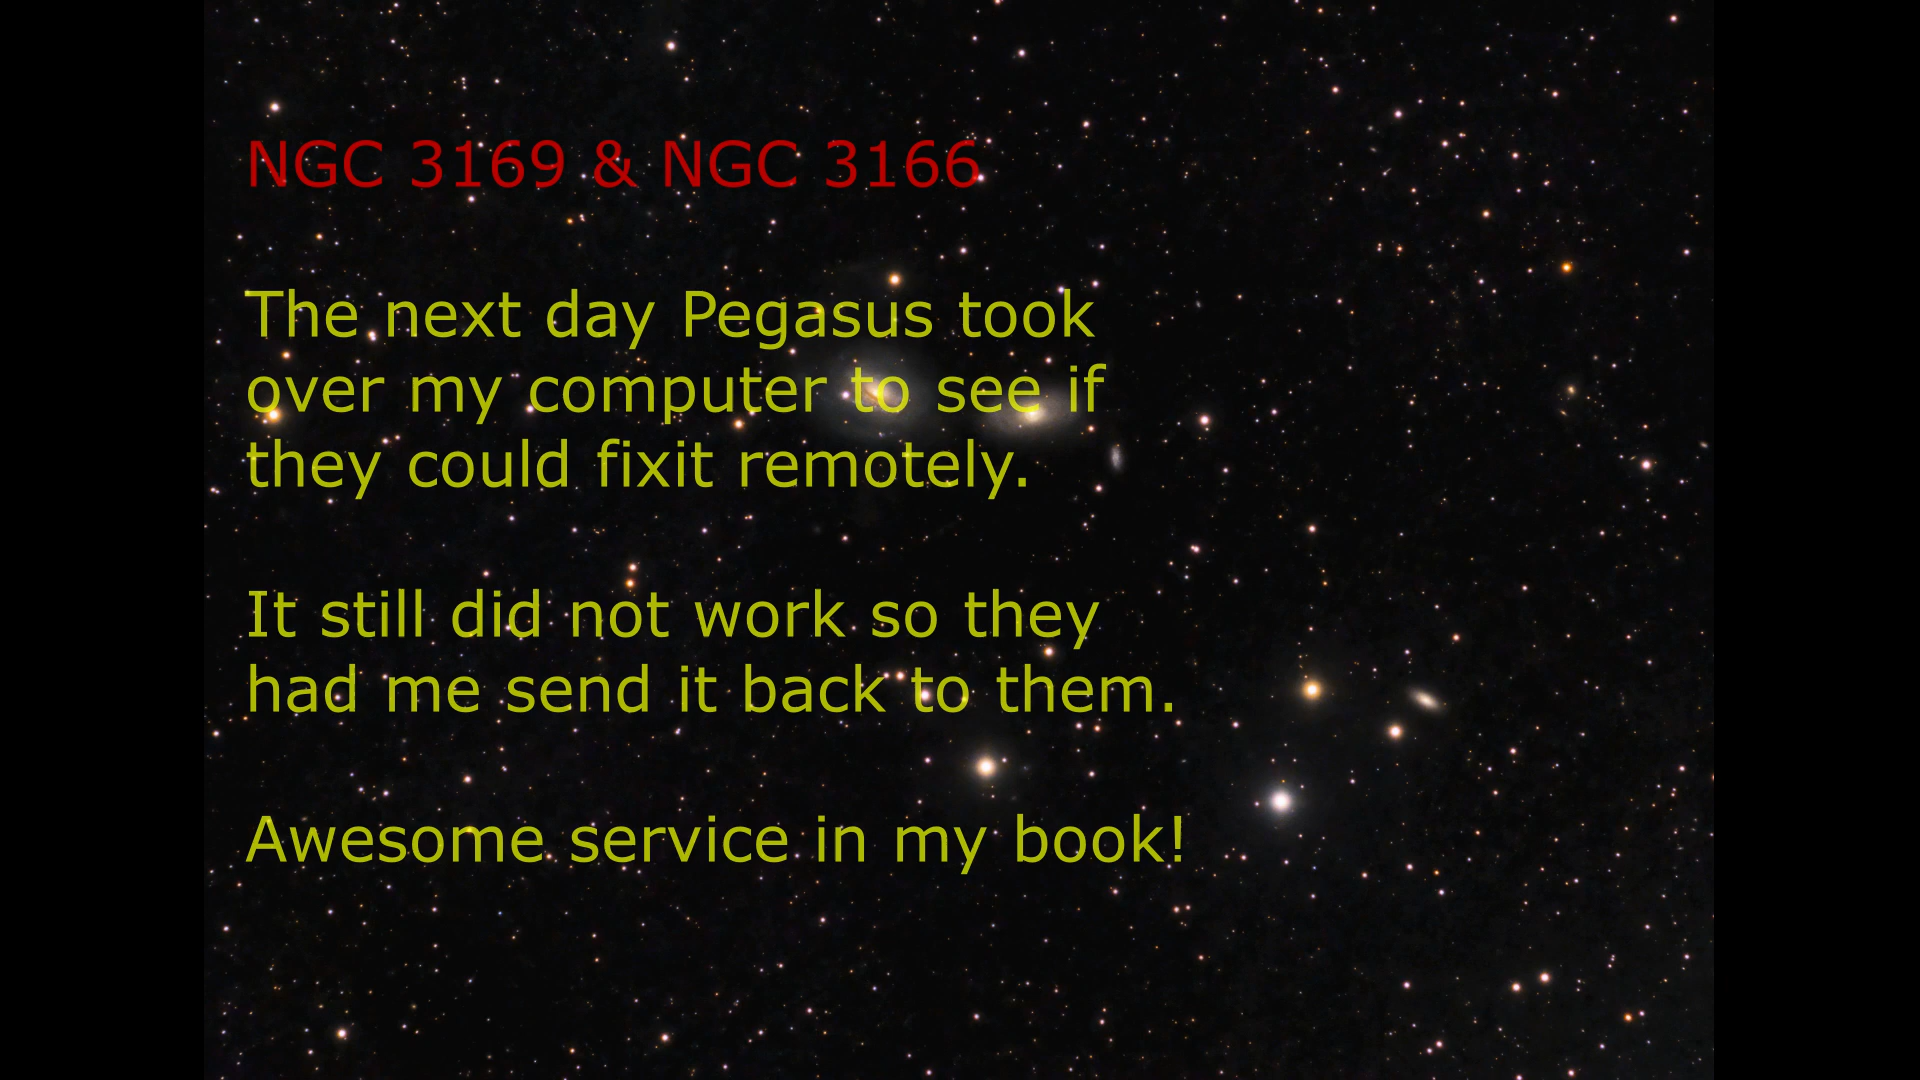 NGC 3169 & NGC 3166
The next day Pegasus took
over my computer to see if
they could fixit remotely.
It still did not work so they
had me send it back to them.
Awesome service in my book!